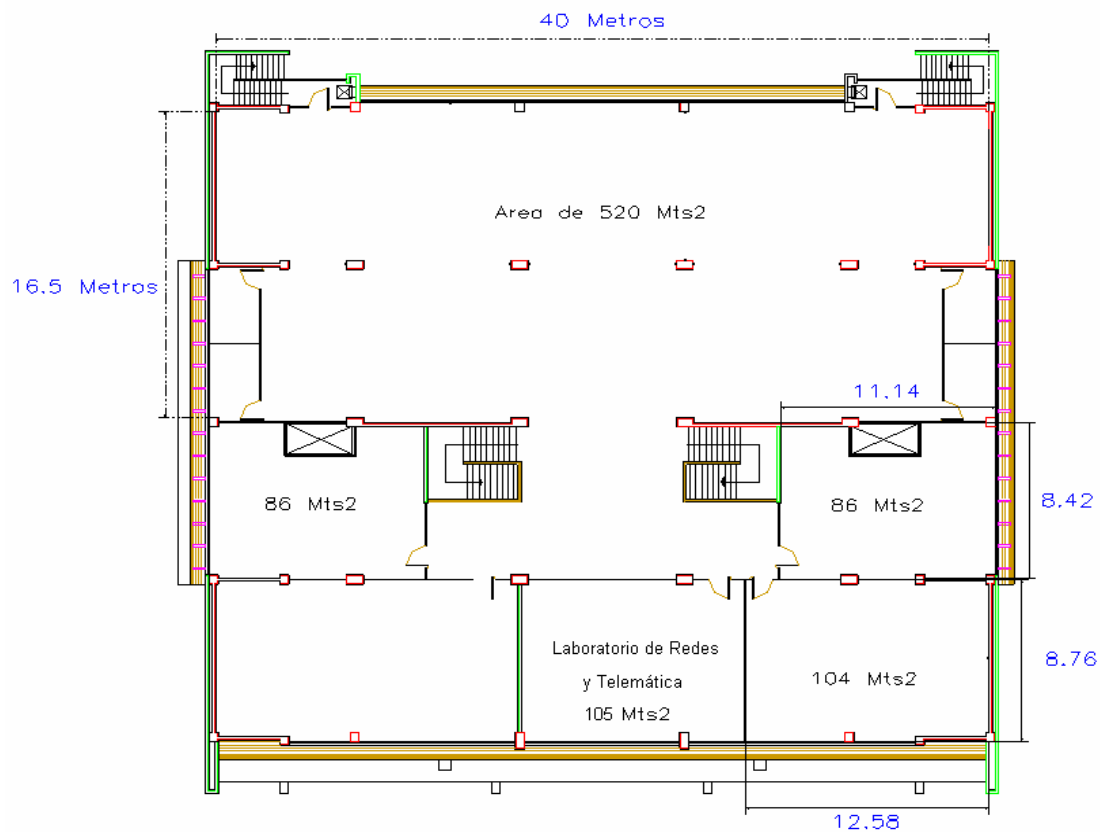 40 Metros
Area de 520 Mts2
16.5 Metros
11.14
86 Mts2
86 Mts2
8.42
Laboratorio de Redes
y Telemática
105 Mts2
104 Mts2
8.76
12.58